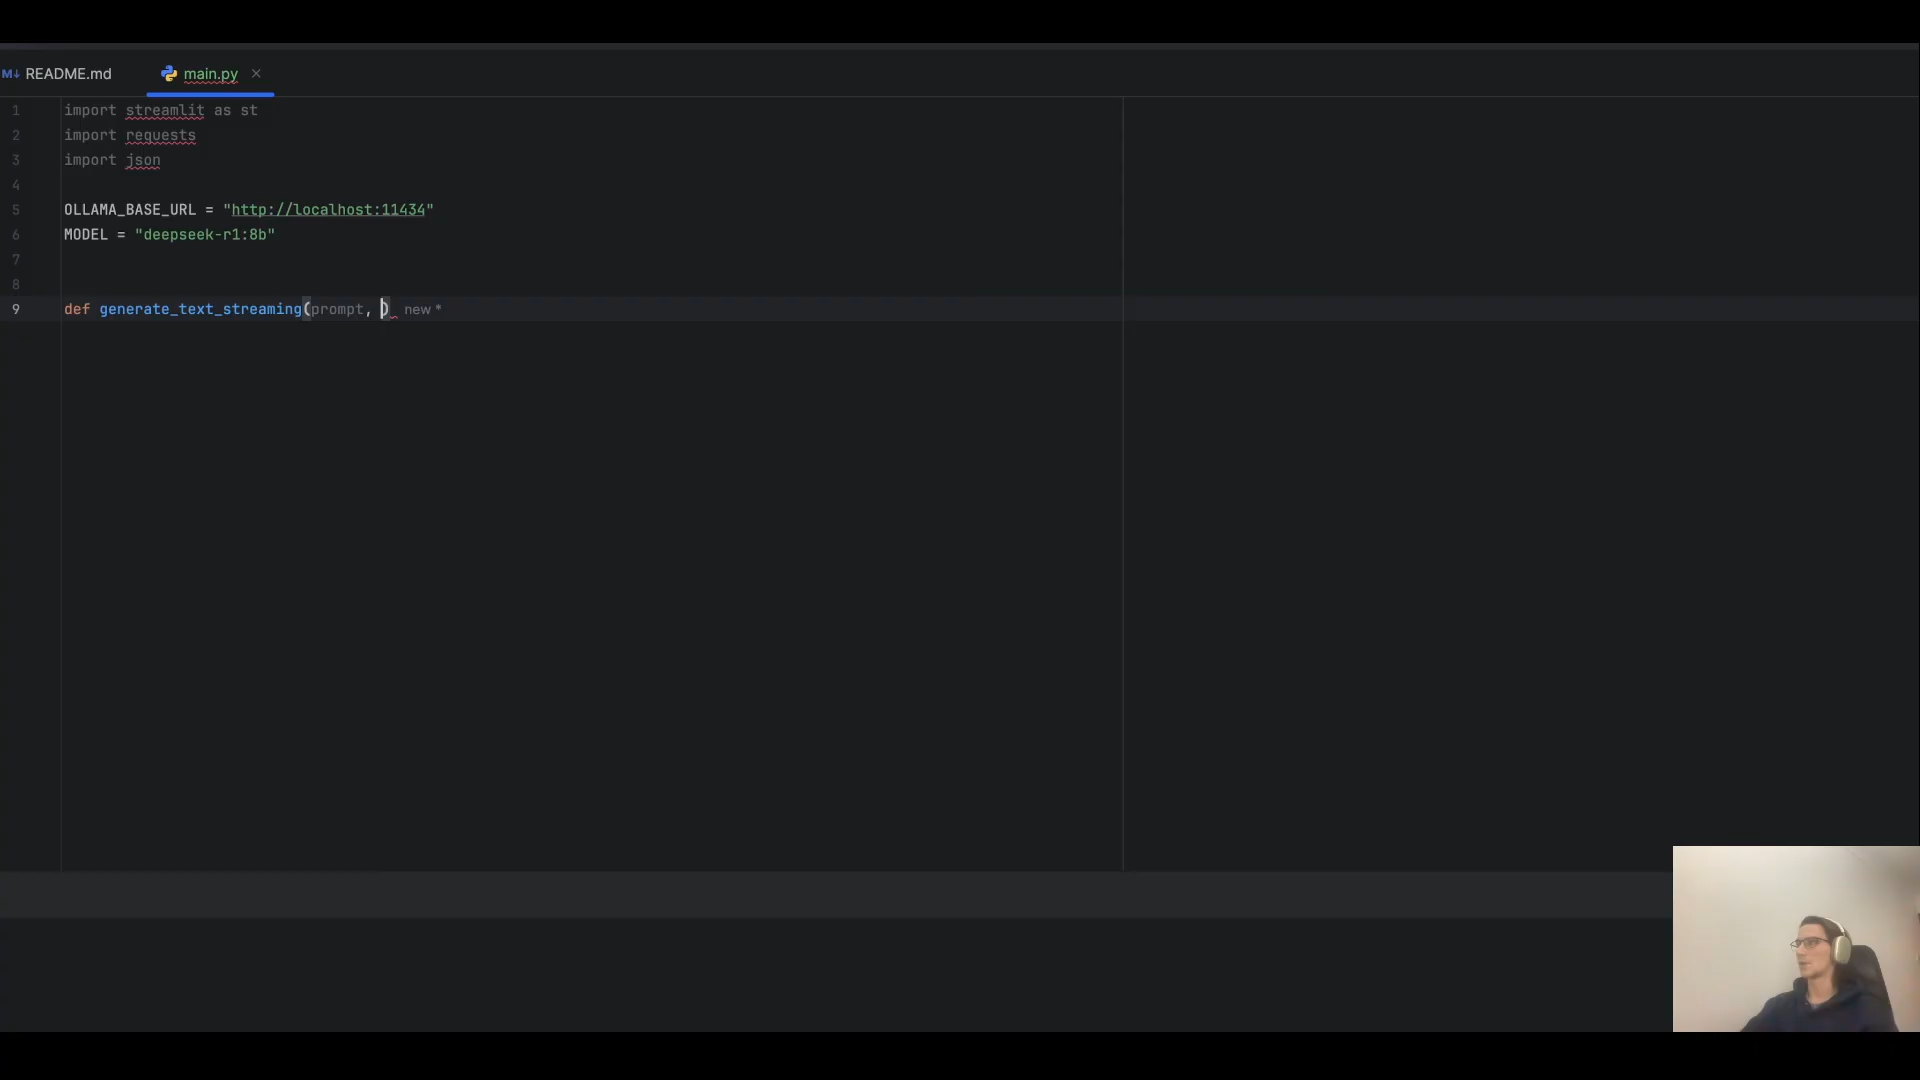 M↓ README.md
main.py
1 import streamlit as st
2 import requests
3 import json
4
5 OLLAMA_BASE_URL = "http://localhost:11434"
6 MODEL = "deepseek-r1:8b"
7
8
9 def generate_text_streaming(prompt, ) new *